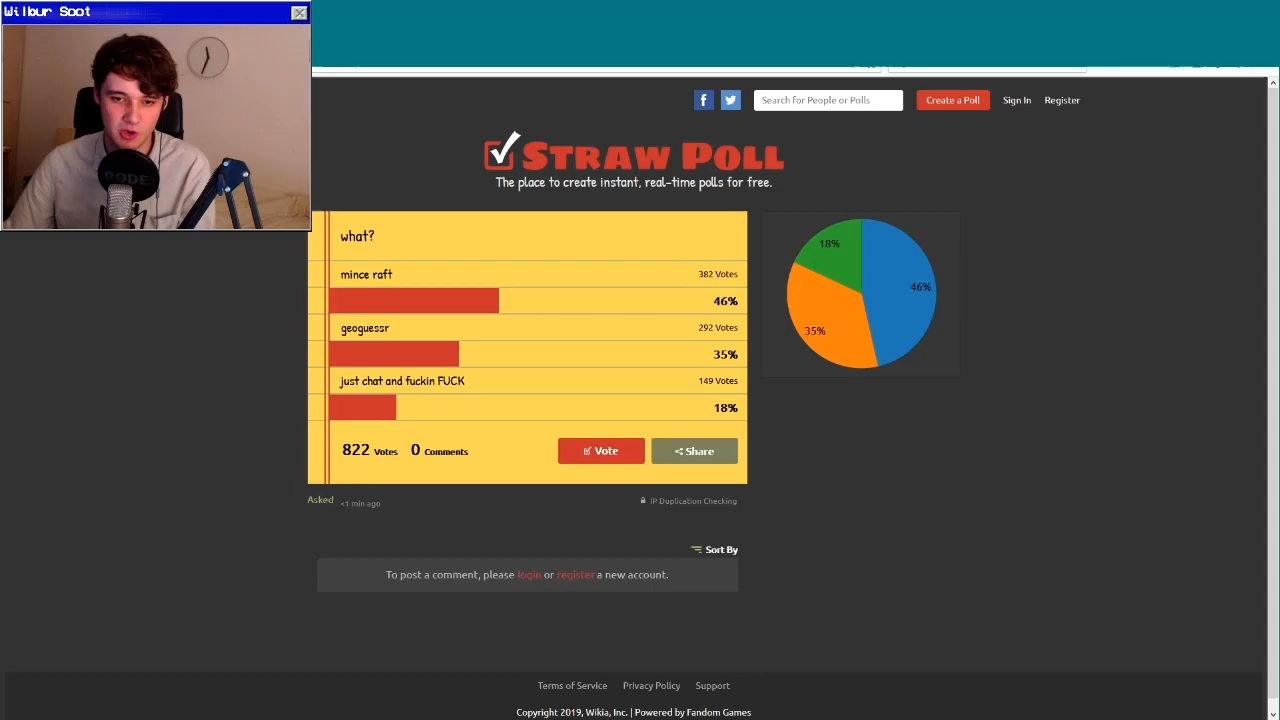 Wilbur Soot
Search for People or Polls
Create a Poll
Sign In
Register
STRAW POLL
The place to create instant, real-time polls for free.
what?
mince raft
382 Votes
46%
geoguessr
292 Votes
35%
just chat and fuckin FUCK
149 Votes
18%
822 Votes
0 Comments
Vote
Share
18%
46%
35%
Asked <1 min ago
IP Duplication Checking
Sort By
To post a comment, please login or register a new account.
Terms of Service
Privacy Policy
Support
Copyright 2019, Wikia, Inc. | Powered by Fandom Games
RØDE